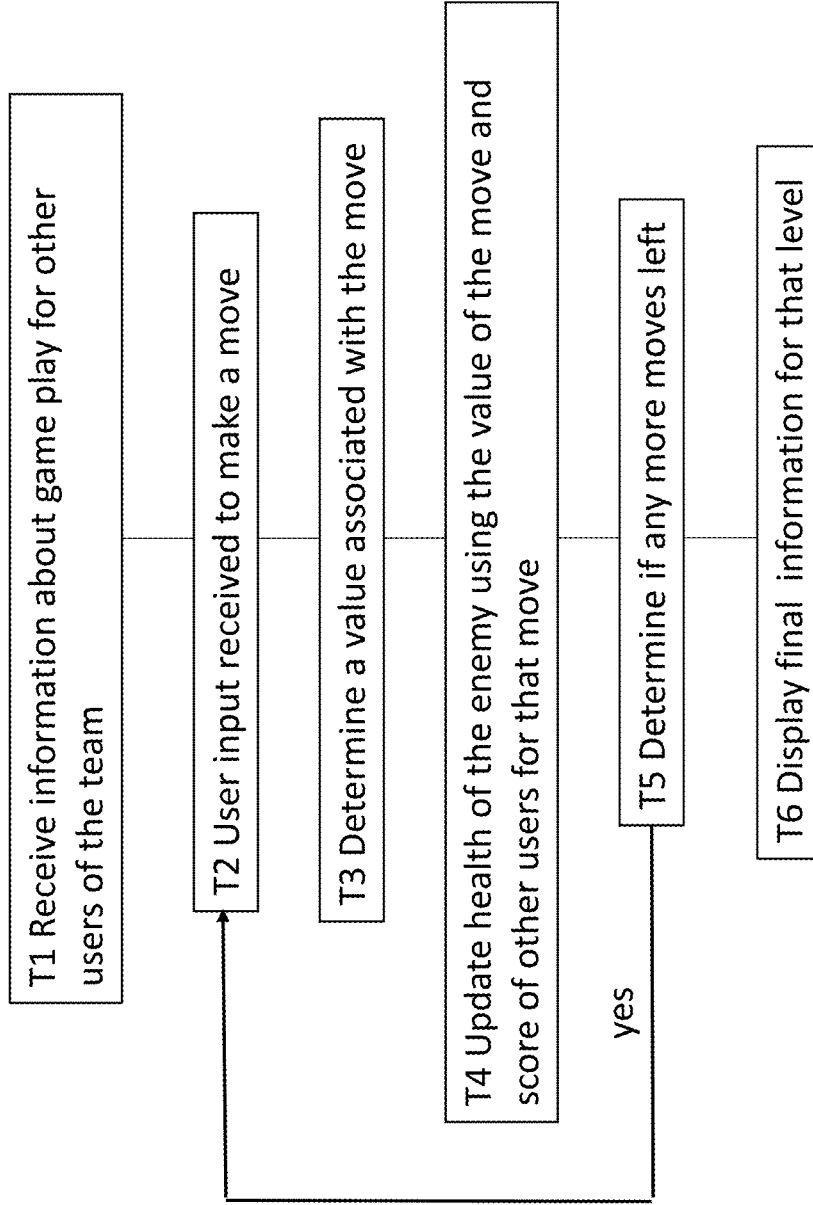 T1 Receive information about game play for other
users of the team
T2 User input received to make a move
T3 Determine a value associated with the move
T4 Update health of the enemy using the value of the move and
score of other users for that move
T5 Determine if any more moves left
yes
T6 Display final information for that level